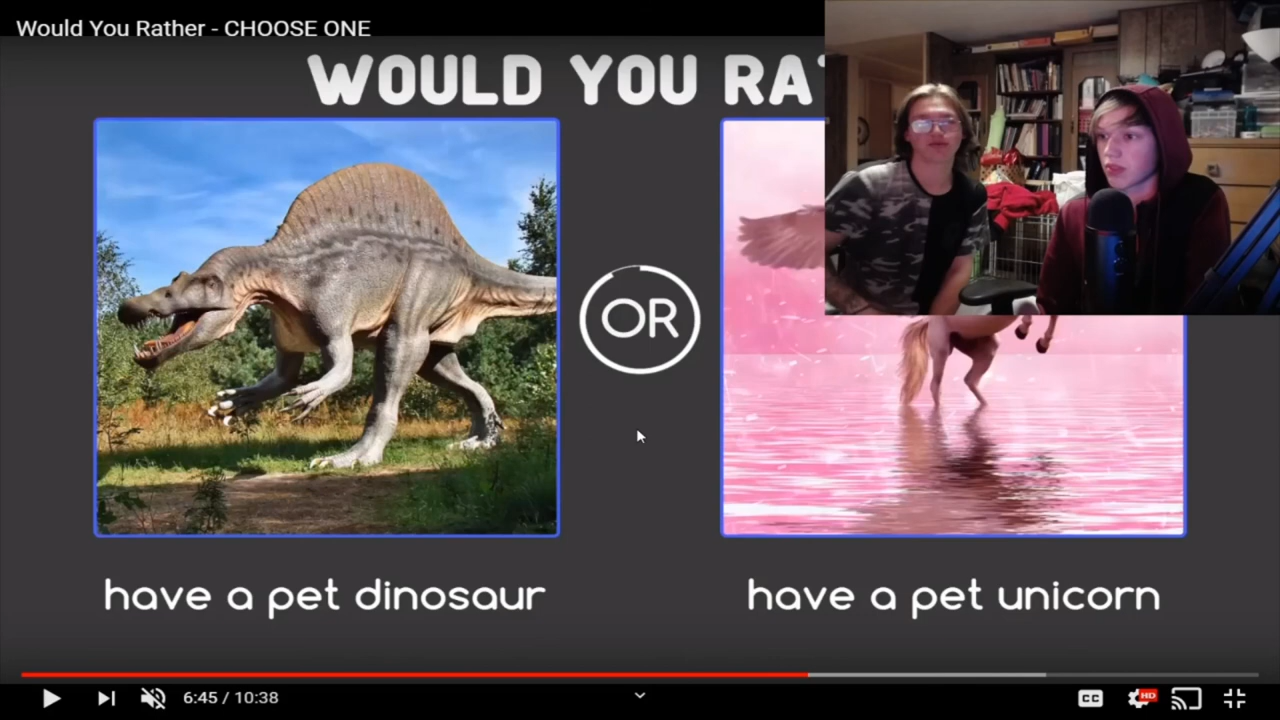 Would You Rather - CHOOSE ONE
WOULD YOU
OR
have a pet dinosaur
have a pet unicorn
6:45 / 10:38
CC
HD